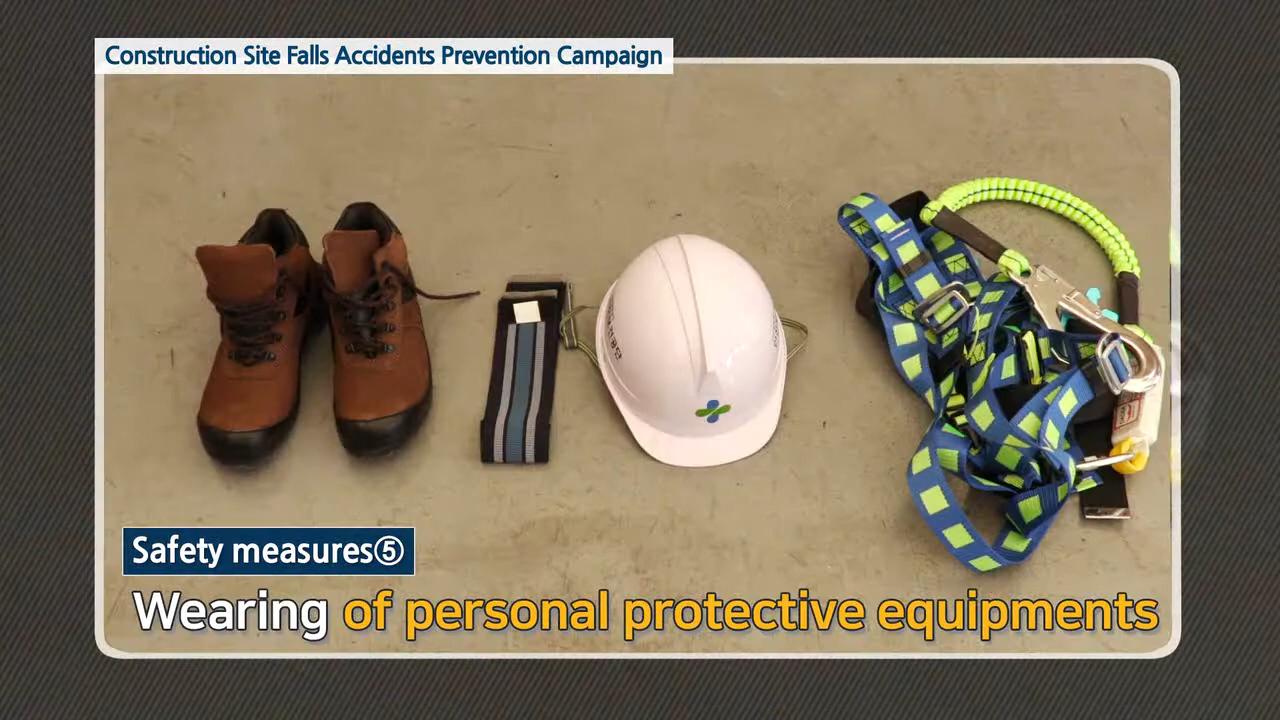 Construction Site Falls Accidents Prevention Campaign
Safety measures⑤
Wearing of personal protective equipments